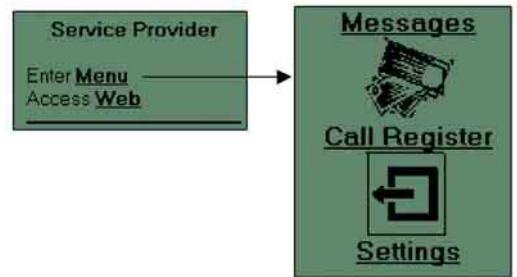 Service Provider
Enter Menu
Access Web
Messages
Call Register
Settings